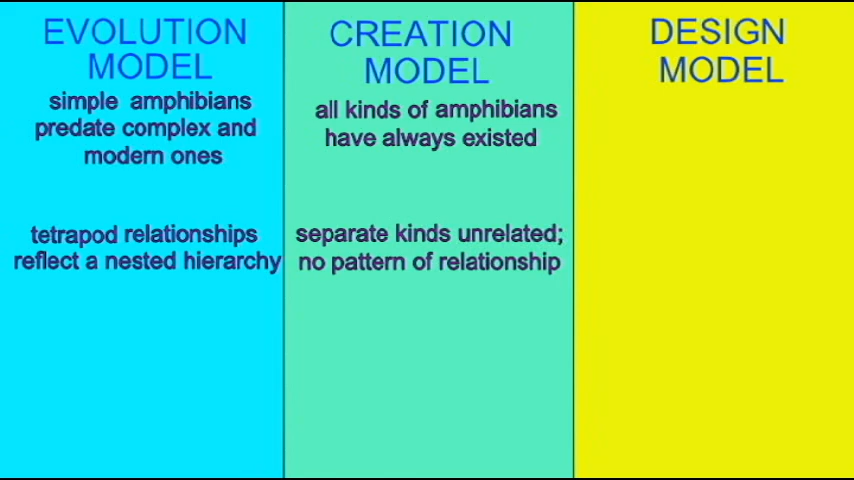 EVOLUTION
MODEL
simple amphibians
predate complex and
modern ones
tetrapod relationships
reflect a nested hierarchy
CREATION
MODEL
all kinds of amphibians
have always existed
separate kinds unrelated;
no pattern of relationship
DESIGN
MODEL